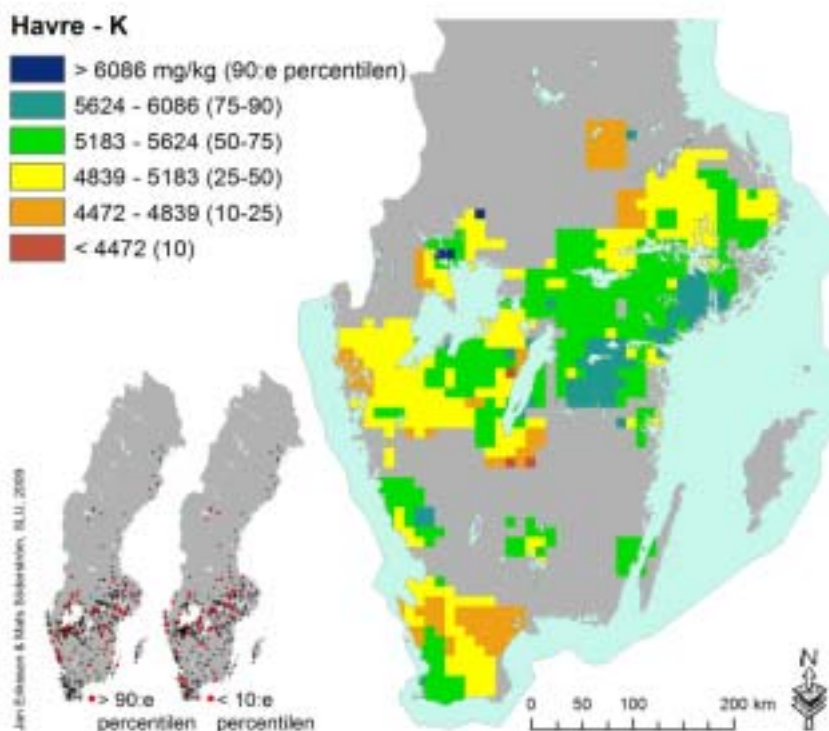 Havre - K
> 6086 mg/kg (90:e percentilen)
5624 - 6086 (75-90)
5183 - 5624 (50-75)
4839 - 5183 (25-50)
4472 - 4839 (10-25)
< 4472 (10)
Jan Eriksson & Mats Söderström, SLU, 2009
> 90:e percentilen
< 10:e percentilen
N
0 50 100 200 km